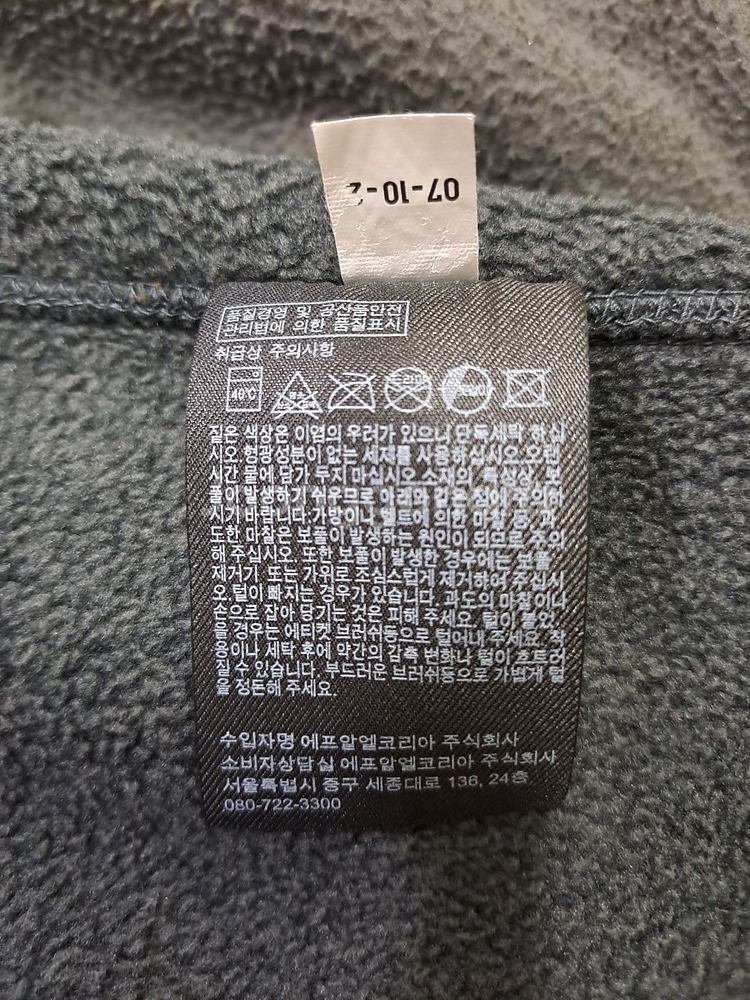 07-10-2
품질경영 및 공산품안전
관리법에 의한 품질표시
취급상 주의사항
40℃
드라이
짙은 색상은 이염의 우려가 있으니 단독세탁 하십
시오 형광성분이 없는 세제를 사용하십시오.오랜
시간 물에 담가 두지 마십시오.소재의 특성상, 보
풀이 발생하기 쉬우므로 아래와 같은 점에 주의하
시기 바랍니다.가방이나 벨트에 의한 마찰 등, 과
도한 마찰은 보풀이 발생하는 원인이 되므로 주의
해 주십시오. 또한 보풀이 발생한 경우에는 보풀
제거기 또는 가위로 조심스럽게 제거하여 주십시
오.털이 빠지는 경우가 있습니다. 과도의 마찰이나
손으로 잡아 당기는 것은 피해 주세요. 털이 붙었
을 경우는 에티켓 브러쉬등으로 털어내 주세요. 착
용이나 세탁 후에 약간의 감촉 변화나 털이 흐트러
질수 있습니다. 부드러운 브러쉬등으로 가볍게 털
을 정돈해 주세요.
수입자명 에프알엘코리아 주식회사
소비자상담실 에프알엘코리아 주식회사
서울특별시 중구 세종대로 136, 24층
080-722-3300